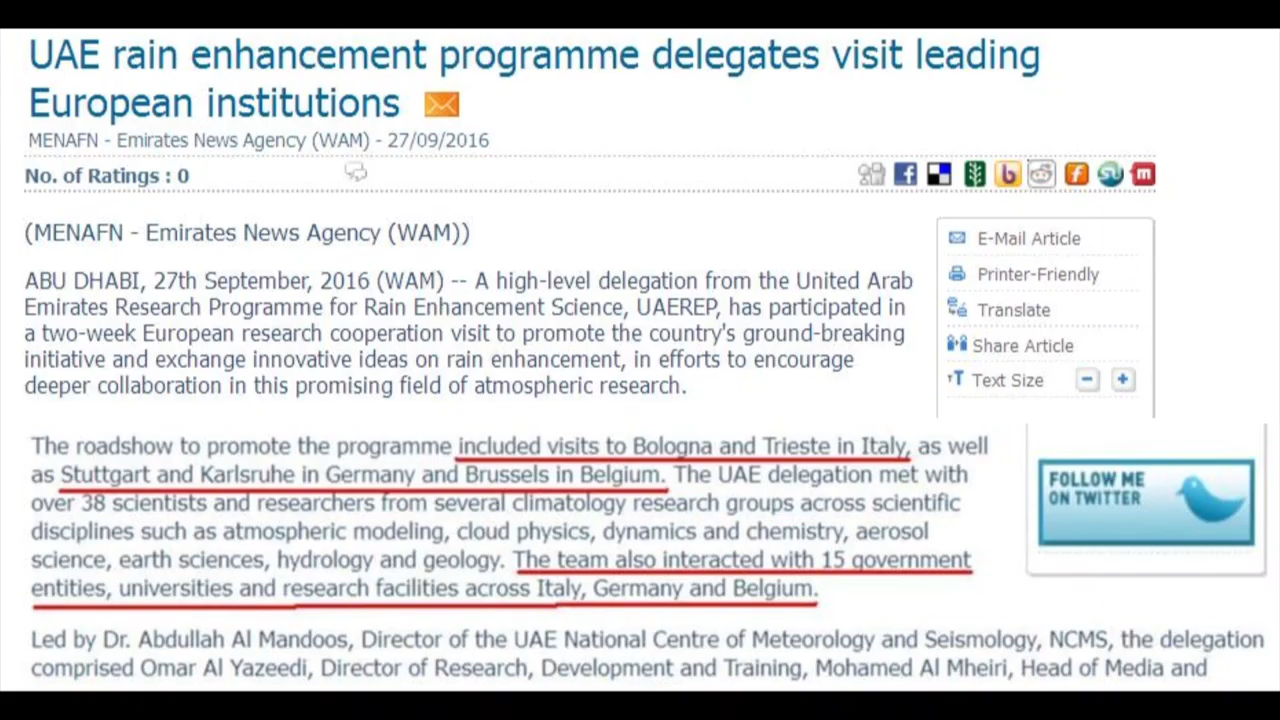 UAE rain enhancement programme delegates visit leading
European institutions
MENAFN - Emirates News Agency (WAM) - 27/09/2016
No. of Ratings : 0
(MENAFN - Emirates News Agency (WAM))
E-Mail Article
Printer-Friendly
Translate
Share Article
Text Size
ABU DHABI, 27th September, 2016 (WAM) -- A high-level delegation from the United Arab
Emirates Research Programme for Rain Enhancement Science, UAEREP, has participated in
a two-week European research cooperation visit to promote the country's ground-breaking
initiative and exchange innovative ideas on rain enhancement, in efforts to encourage
deeper collaboration in this promising field of atmospheric research.
The roadshow to promote the programme included visits to Bologna and Trieste in Italy, as well
as Stuttgart and Karlsruhe in Germany and Brussels in Belgium. The UAE delegation met with
over 38 scientists and researchers from several climatology research groups across scientific
disciplines such as atmospheric modeling, cloud physics, dynamics and chemistry, aerosol
science, earth sciences, hydrology and geology. The team also interacted with 15 government
entities, universities and research facilities across Italy, Germany and Belgium.
FOLLOW ME
ON TWITTER
Led by Dr. Abdullah Al Mandoos, Director of the UAE National Centre of Meteorology and Seismology, NCMS, the delegation
comprised Omar Al Yazeedi, Director of Research, Development and Training, Mohamed Al Mheiri, Head of Media and